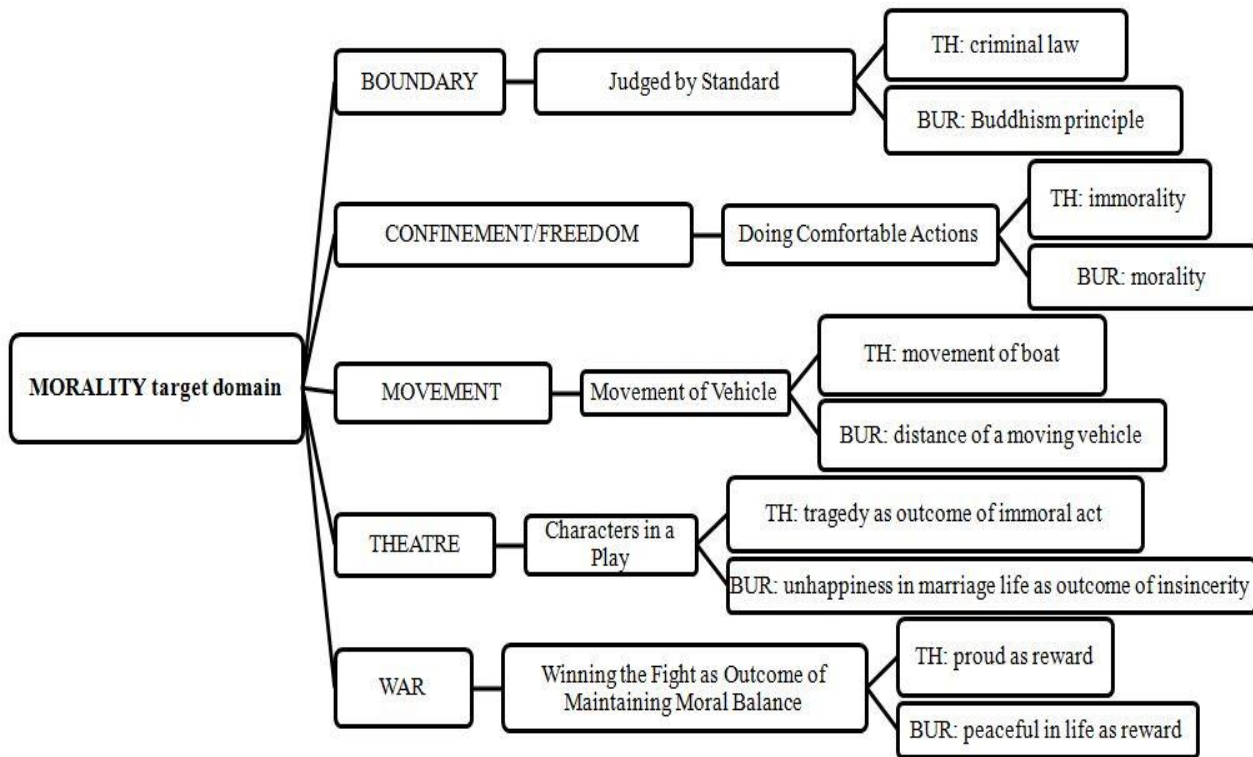 MORALITY target domain
BOUNDARY
Judged by Standard
TH: criminal law
BUR: Buddhism principle
CONFINEMENT/FREEDOM
Doing Comfortable Actions
TH: immorality
BUR: morality
MOVEMENT
Movement of Vehicle
TH: movement of boat
BUR: distance of a moving vehicle
THEATRE
Characters in a
Play
TH: tragedy as outcome of immoral act
BUR: unhappiness in marriage life as outcome of insincerity
WAR
Winning the Fight as Outcome of
Maintaining Moral Balance
TH: proud as reward
BUR: peaceful in life as reward